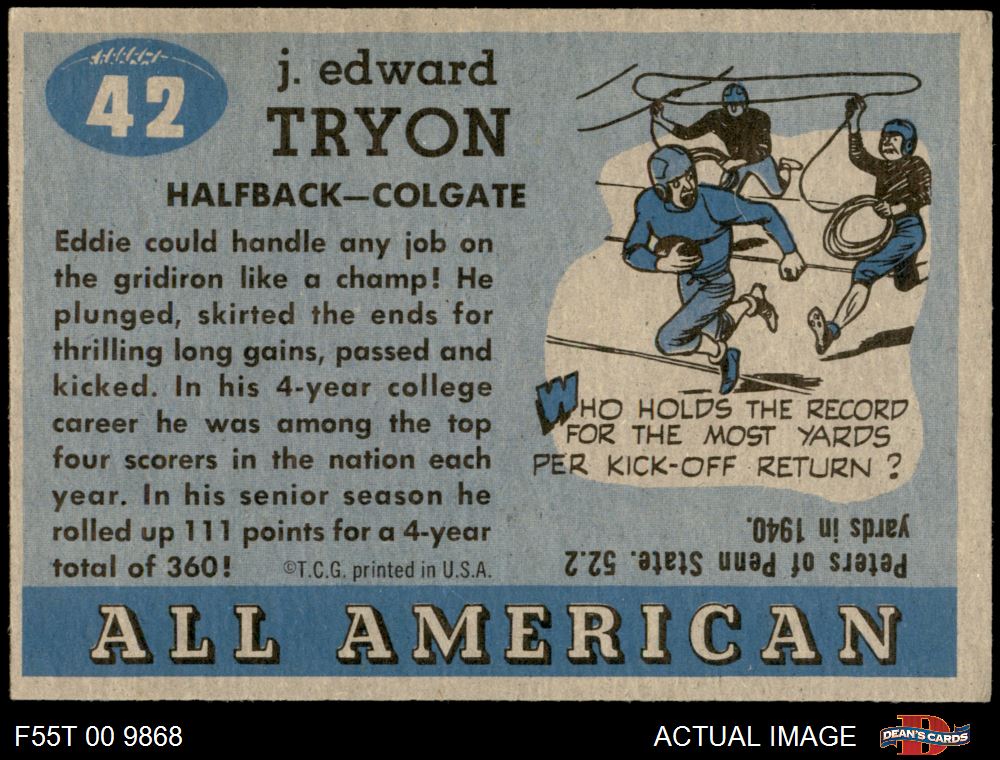 42
j. edward
TRYON
HALFBACK—COLGATE
Eddie could handle any job on
the gridiron like a champ! He
plunged, skirted the ends for
thrilling long gains, passed and
kicked. In his 4-year college
career he was among the top
four scorers in the nation each
year. In his senior season he
rolled up 111 points for a 4-year
total of 360!
©T.C.G. printed in U.S.A.
WHO HOLDS THE RECORD
FOR THE MOST YARDS
PER KICK-OFF RETURN?
Peters of Penn State. 52.2
yards in 1940.
ALL AMERICAN
F55T 00 9868
ACTUAL IMAGE
D
DEAN'S CARDS